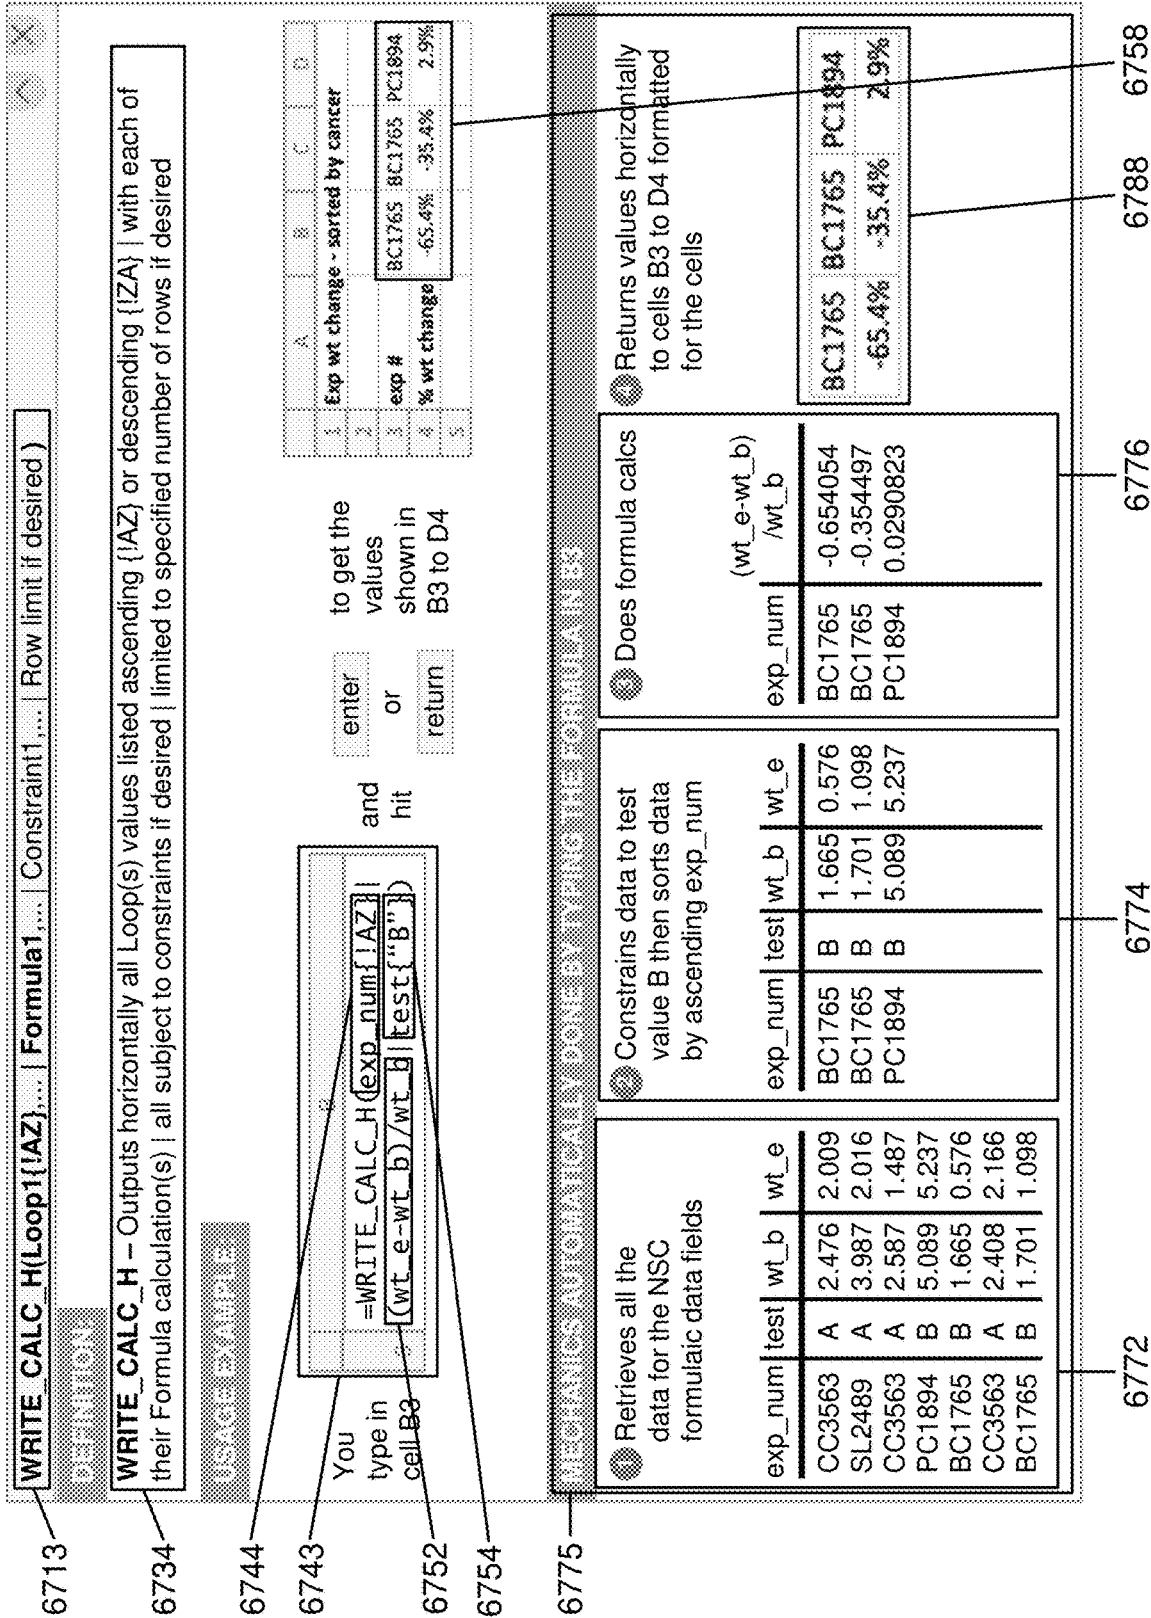 WRITE_CALC_H(Loop1{!AZ},... | Formula1,... | Constraint1,... | Row limit if desired )
DEFINITION
WRITE_CALC_H – Outputs horizontally all Loop(s) values listed ascending {!AZ} or descending {!ZA} | with each of
their Formula calculation(s) | all subject to constraints if desired | limited to specified number of rows if desired
USAGE EXAMPLE
You
type in
cell B3
B
=WRITE_CALC_H(exp_num{!AZ}|
(wt_e-wt_b)/wt_b|test{“B”})
and
hit
enter
or
return
to get the
values
shown in
B3 to D4
A B C D
1 Exp wt change - sorted by cancer
2
3 exp # BC1765 BC1765 PC1894
4 % wt change -65.4% -35.4% 2.9%
5
MECHANICS AUTOMATICALLY DONE BY TYPING THE FORMULA IN B3
1 Retrieves all the
data for the NSC
formulaic data fields
exp_num test wt_b wt_e
CC3563 A 2.476 2.009
SL2489 A 3.987 2.016
CC3563 A 2.587 1.487
PC1894 B 5.089 5.237
BC1765 B 1.665 0.576
CC3563 A 2.408 2.166
BC1765 B 1.701 1.098
2 Constrains data to test
value B then sorts data
by ascending exp_num
exp_num test wt_b wt_e
BC1765 B 1.665 0.576
BC1765 B 1.701 1.098
PC1894 B 5.089 5.237
Does formula calcs
(wt_e-wt_b)
exp_num /wt_b
BC1765 -0.654054
BC1765 -0.354497
PC1894 0.0290823
4 Returns values horizontally
to cells B3 to D4 formatted
for the cells
BC1765 BC1765 PC1894
-65.4% -35.4% 2.9%
6713
6734
6744
6743
6752
6754
6775
6772
6774
6776
6788
6758